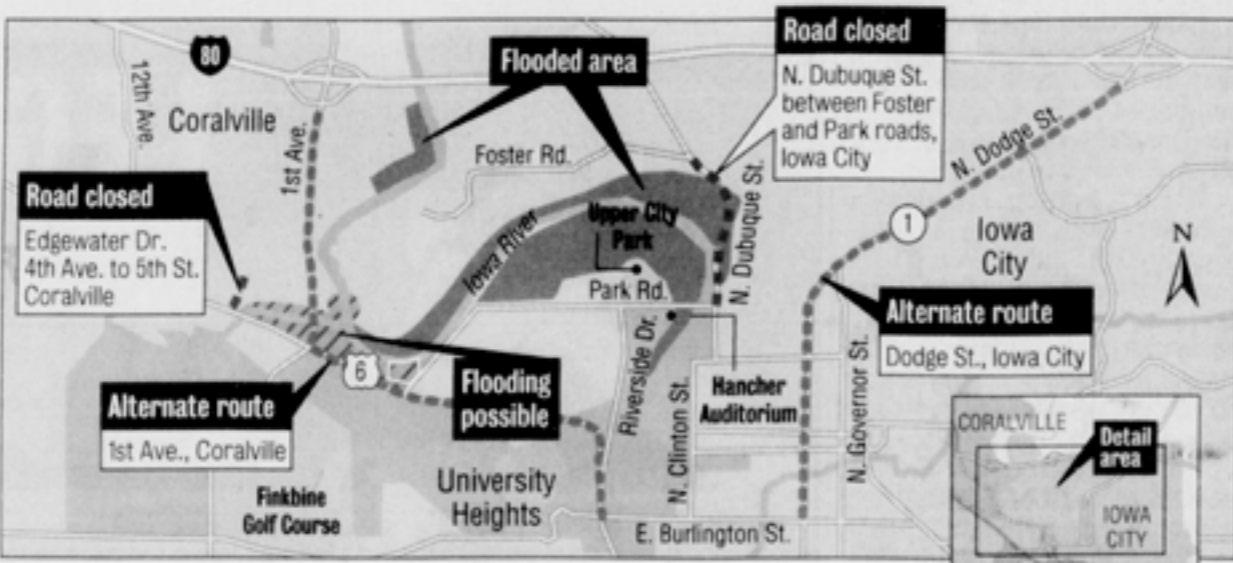 80
12th Ave.
Coralville
1st Ave.
Flooded area
Foster Rd.
Road closed
N. Dubuque St.
between Foster
and Park roads,
Iowa City
N. Dodge St.
1
Iowa
City
N
Road closed
Edgewater Dr.
4th Ave. to 5th St.
Coralville
Iowa River
Upper City
Park
Park Rd.
N. Dubuque St.
Alternate route
Dodge St., Iowa City
6
Flooding
possible
Riverside Dr.
Hancher
Auditorium
Alternate route
1st Ave., Coralville
N. Clinton St.
N. Governor St.
Finkbine
Golf Course
University
Heights
E. Burlington St.
CORALVILLE
Detail
area
IOWA
CITY